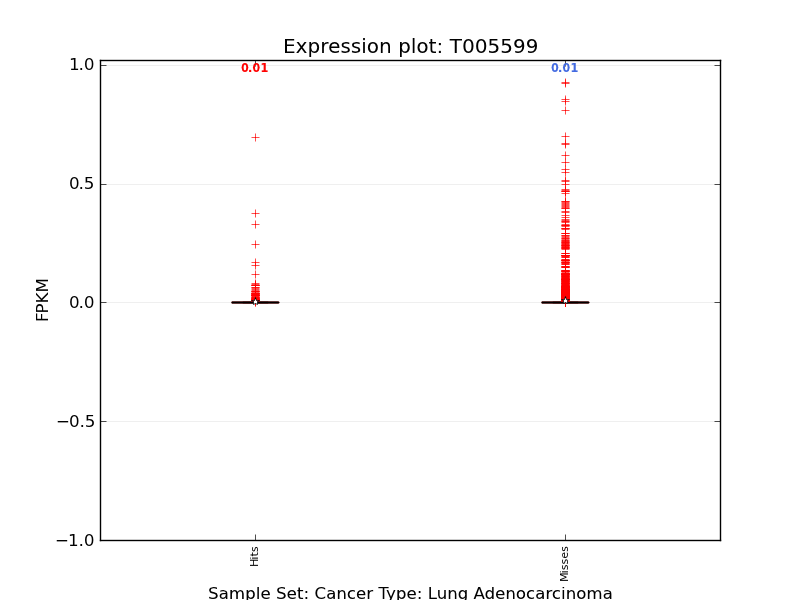 Expression plot: T005599
1.0
0.01
0.01
0.5
0.0
FPKM
−0.5
−1.0
Hits
Misses
Sample Set: Cancer Type: Lung Adenocarcinoma